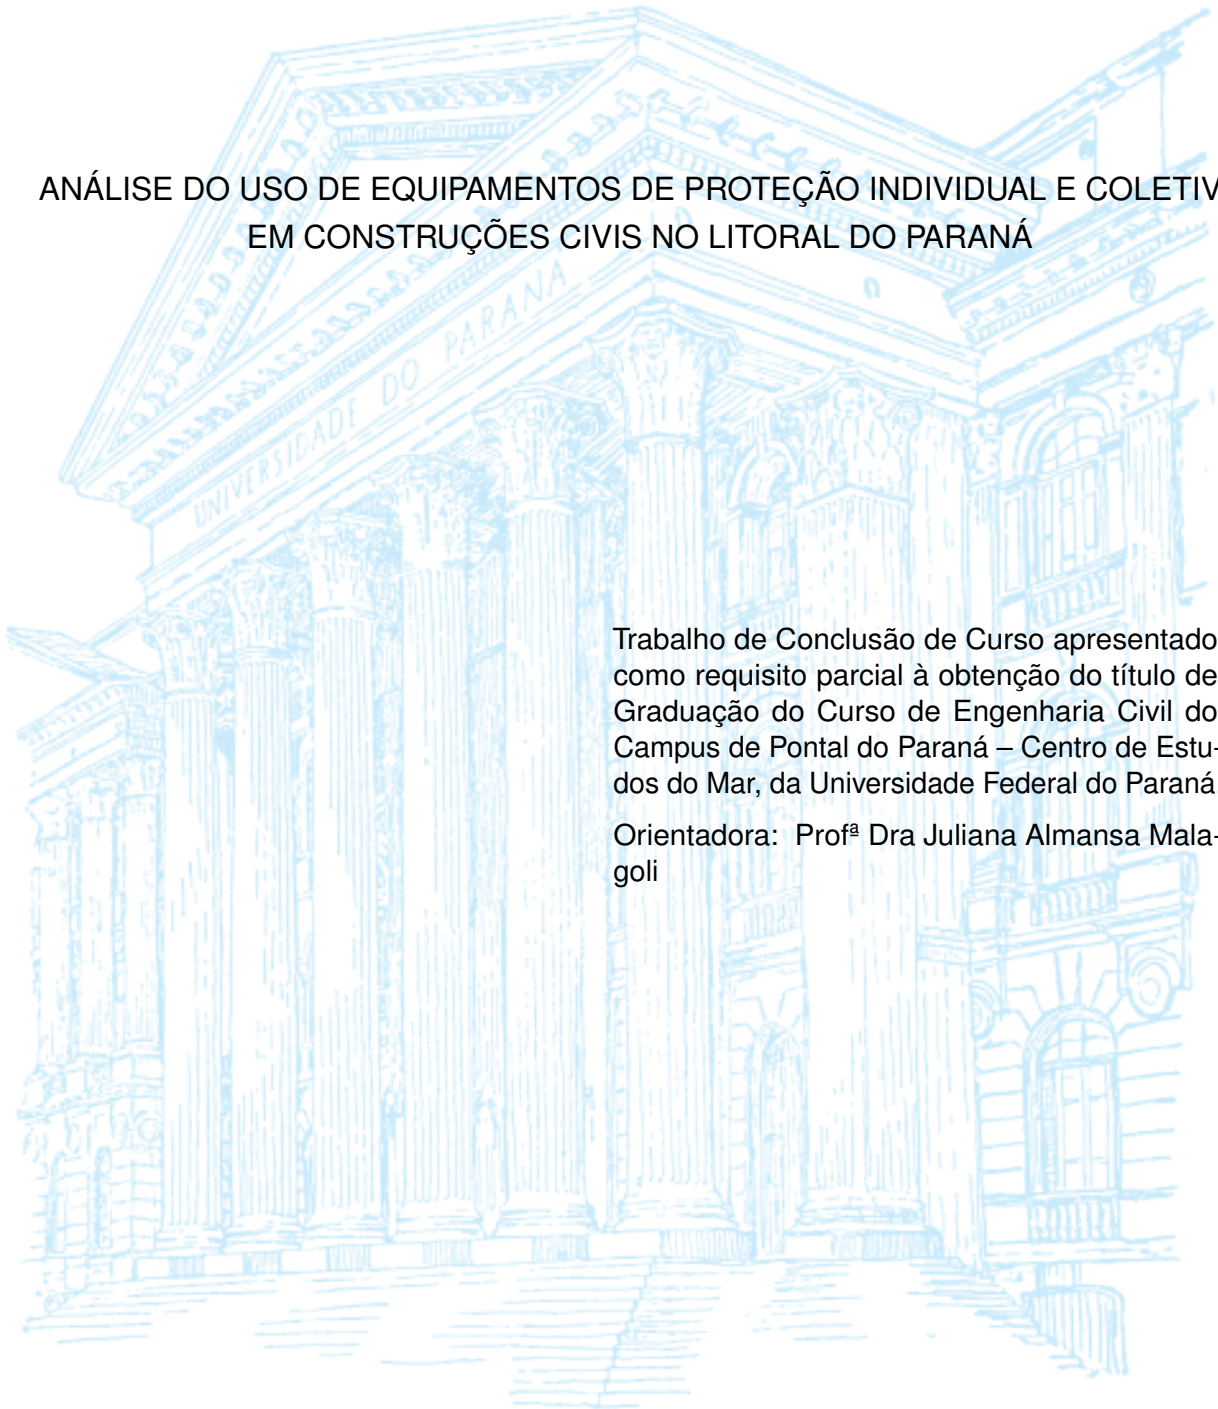 ANÁLISE DO USO DE EQUIPAMENTOS DE PROTEÇÃO INDIVIDUAL E COLETIV
EM CONSTRUÇÕES CIVIS NO LITORAL DO PARANÁ
UNIVERSIDADE DO PARANÁ
Trabalho de Conclusão de Curso apresentado
como requisito parcial à obtenção do título de
Graduação do Curso de Engenharia Civil do
Campus de Pontal do Paraná – Centro de Estu-
dos do Mar, da Universidade Federal do Paraná
Orientadora: Profª Dra Juliana Almansa Mala-
goli